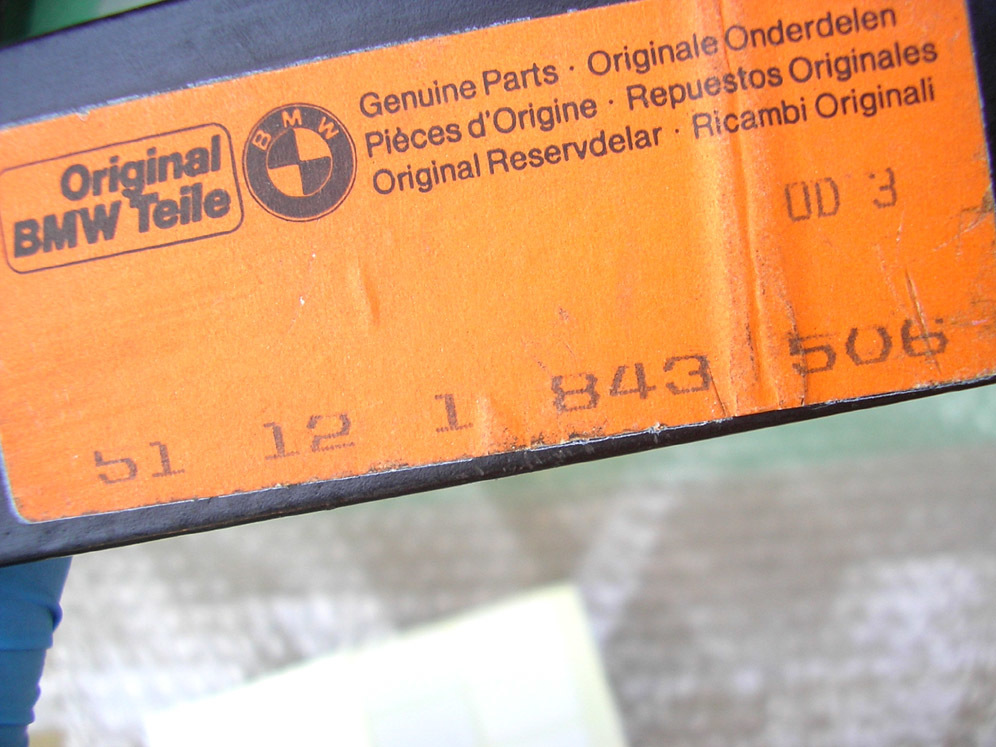 Original
BMW Teile
BMW
Genuine Parts · Originale Onderdelen
Pièces d'Origine · Repuestos Originales
Original Reservdelar · Ricambi Originali
OD 3
51 12 1 843 506